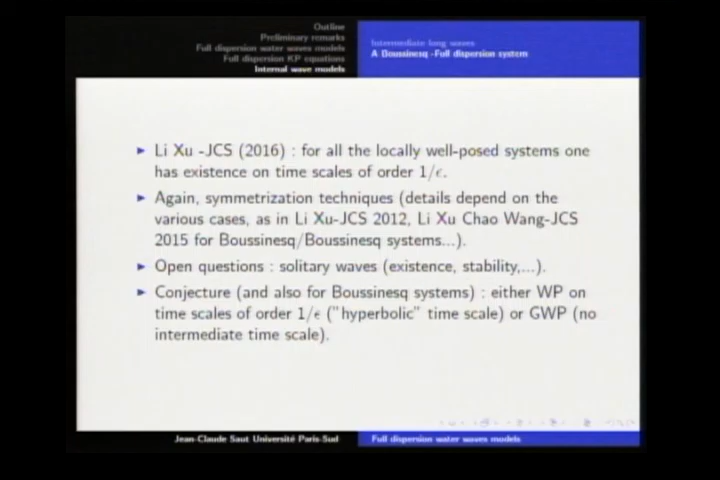 Outline
Preliminary remarks
Full dispersion water waves models
Full dispersion KP equations
Internal wave models
Intermediate long waves
A Boussinesq -Full dispersion system
Li Xu -JCS (2016) : for all the locally well-posed systems one
has existence on time scales of order 1/ε.
Again, symmetrization techniques (details depend on the
various cases, as in Li Xu-JCS 2012, Li Xu Chao Wang-JCS
2015 for Boussinesq/Boussinesq systems...).
Open questions : solitary waves (existence, stability,...).
Conjecture (and also for Boussinesq systems) : either WP on
time scales of order 1/ε ("hyperbolic" time scale) or GWP (no
intermediate time scale).
Jean-Claude Saut Université Paris-Sud
Full dispersion water waves models